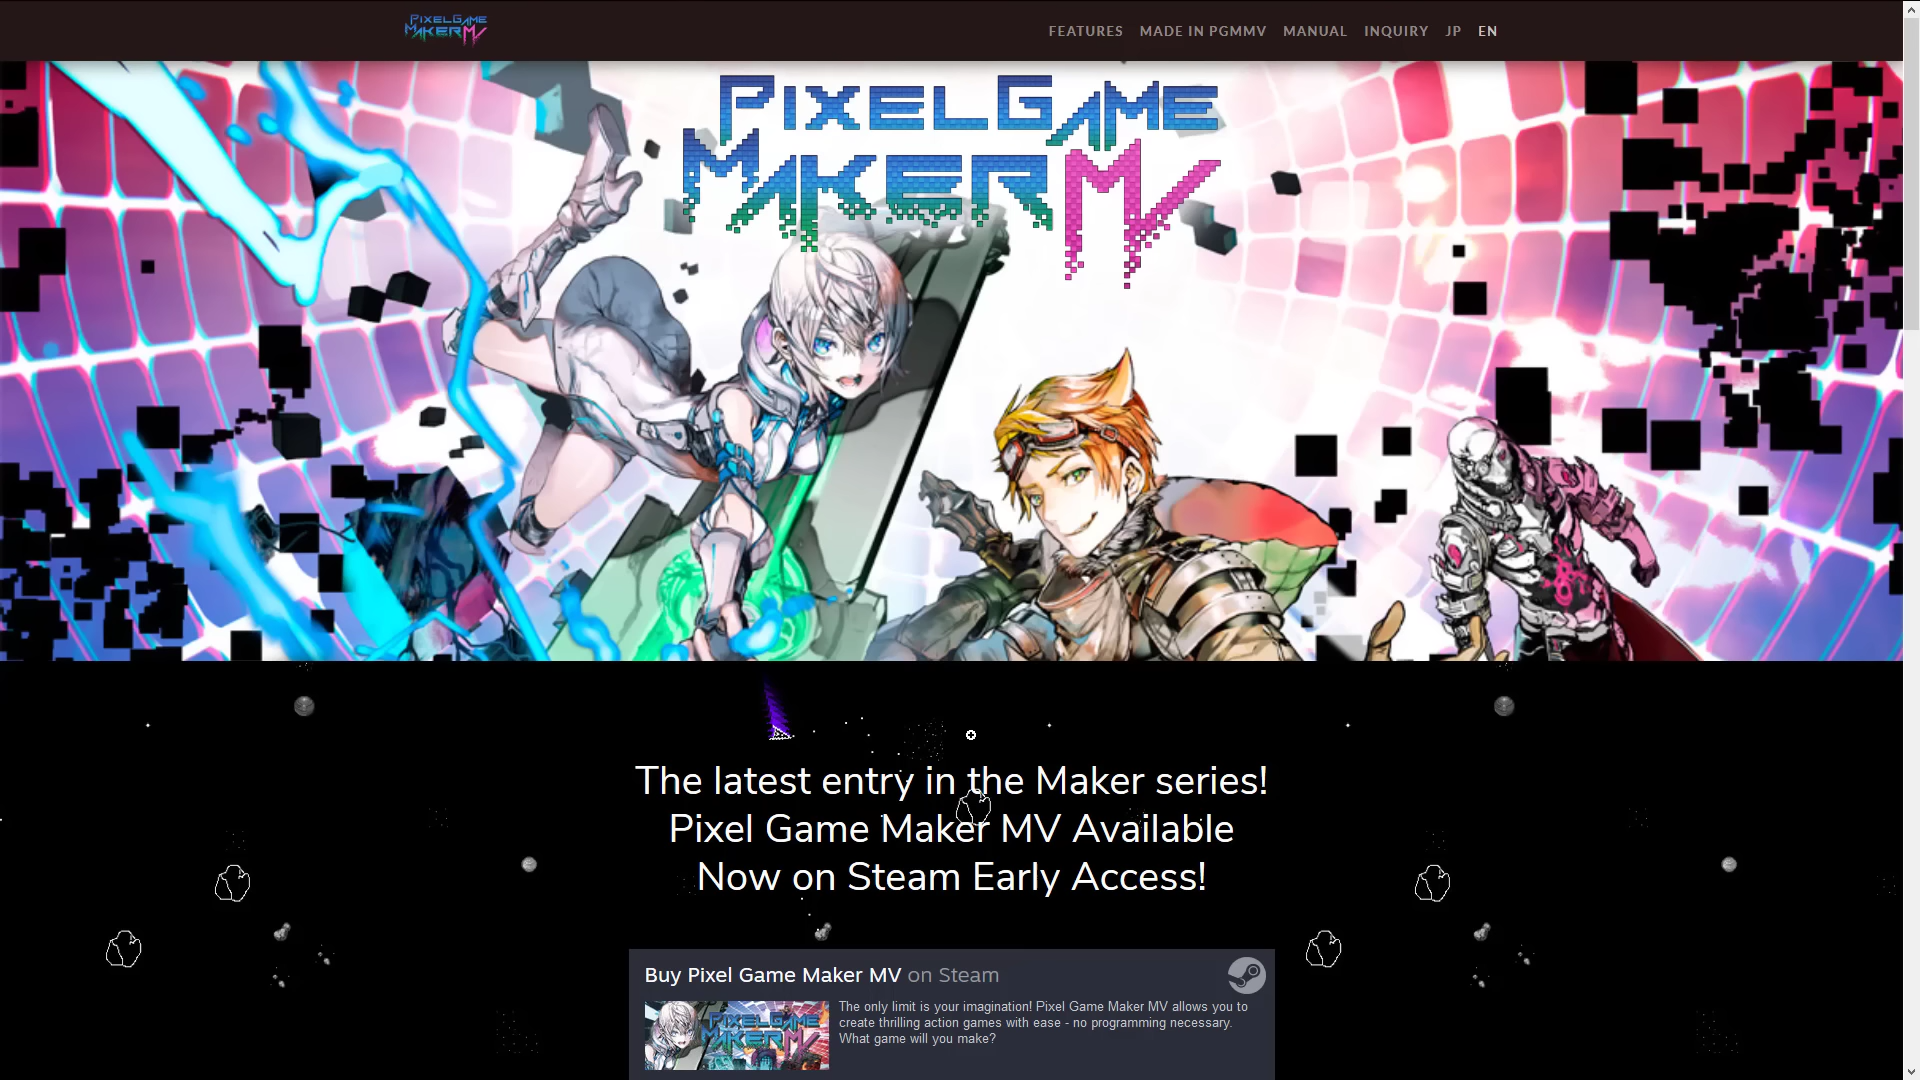 PIXEL GAME MAKER MV
FEATURES MADE IN PGMMV MANUAL INQUIRY JP EN
PIXEL GAME
MAKER MV
The latest entry in the Maker series!
Pixel Game Maker MV Available
Now on Steam Early Access!
Buy Pixel Game Maker MV on Steam
PIXEL GAME
MAKER MV
The only limit is your imagination! Pixel Game Maker MV allows you to
create thrilling action games with ease - no programming necessary.
What game will you make?